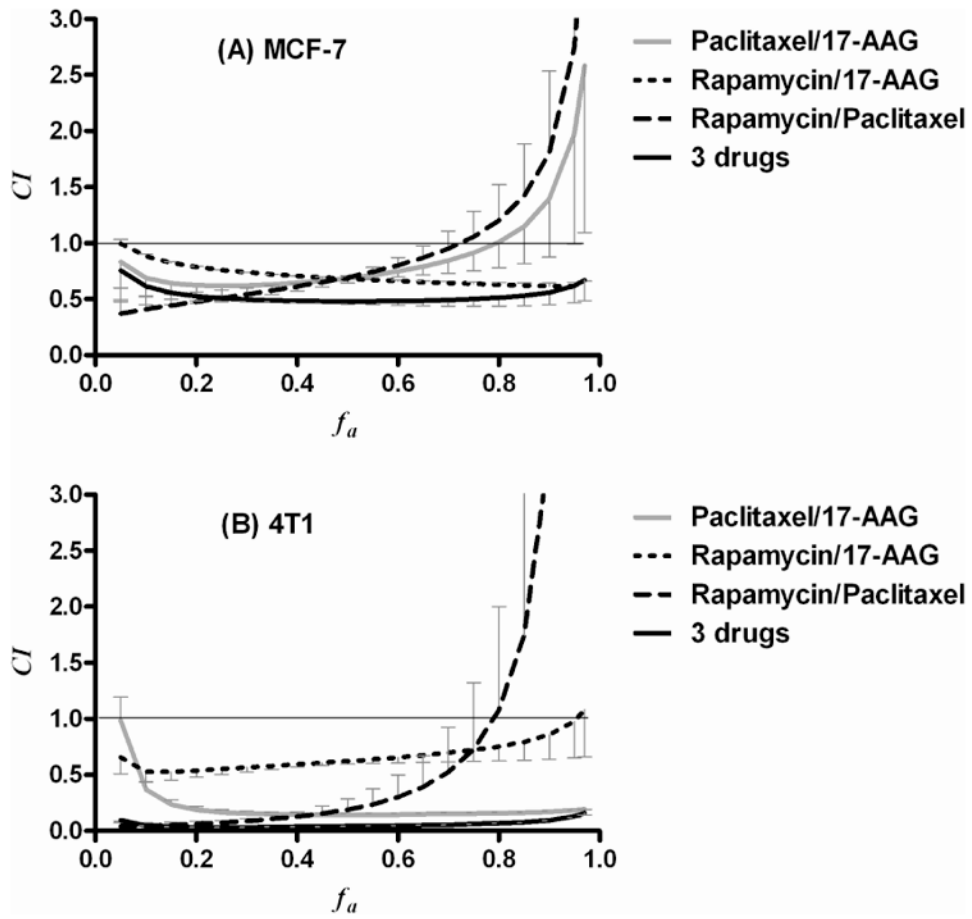 (A) MCF-7
Paclitaxel/17-AAG
Rapamycin/17-AAG
Rapamycin/Paclitaxel
3 drugs
CI
3.0
2.5
2.0
1.5
1.0
0.5
0.0
0.0 0.2 0.4 0.6 0.8 1.0
fa
(B) 4T1
Paclitaxel/17-AAG
Rapamycin/17-AAG
Rapamycin/Paclitaxel
3 drugs
CI
3.0
2.5
2.0
1.5
1.0
0.5
0.0
0.0 0.2 0.4 0.6 0.8 1.0
fa